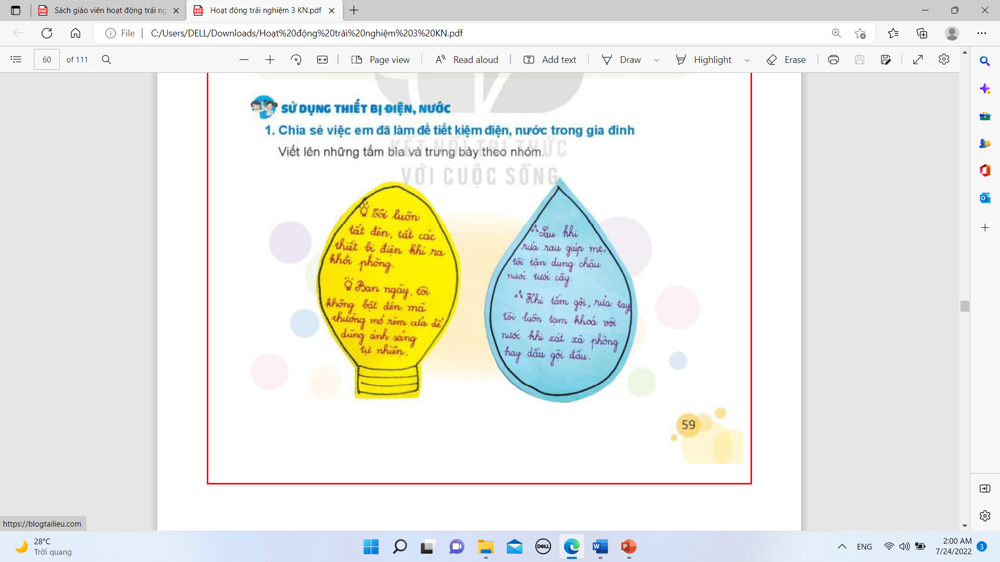 Sách giáo viên hoạt động trải ng
Hoạt động trải nghiệm 3 KN.pdf
File
C:/Users/DELL/Downloads/Hoạt%20động%20trải%20nghiệm%203%20KN.pdf
60 of 111
Page view
Read aloud
Add text
Draw
Highlight
Erase
SỬ DỤNG THIẾT BỊ ĐIỆN, NƯỚC
1. Chia sẻ việc em đã làm để tiết kiệm điện, nước trong gia đình
KẾT NỐI TRI THỨC
Viết lên những tấm bìa và trưng bày theo nhóm.
VỚI CUỘC SỐNG
Tôi luôn
tắt đèn, tắt các
thiết bị điện khi ra
khỏi phòng.
Ban ngày, tôi
không bật đèn mà
thường mở rèm cửa để
dùng ánh sáng
tự nhiên.
Sau khi
rửa rau giúp mẹ,
tôi tận dụng chậu
nước tưới cây.
Khi tắm gội, rửa tay
tôi luôn tạm khoá vòi
nước khi xát xà phòng
hay dầu gội đầu.
59
https://blogtailieu.com
28°C
Trời quang
DELL
ENG
2:00 AM
7/24/2022
3